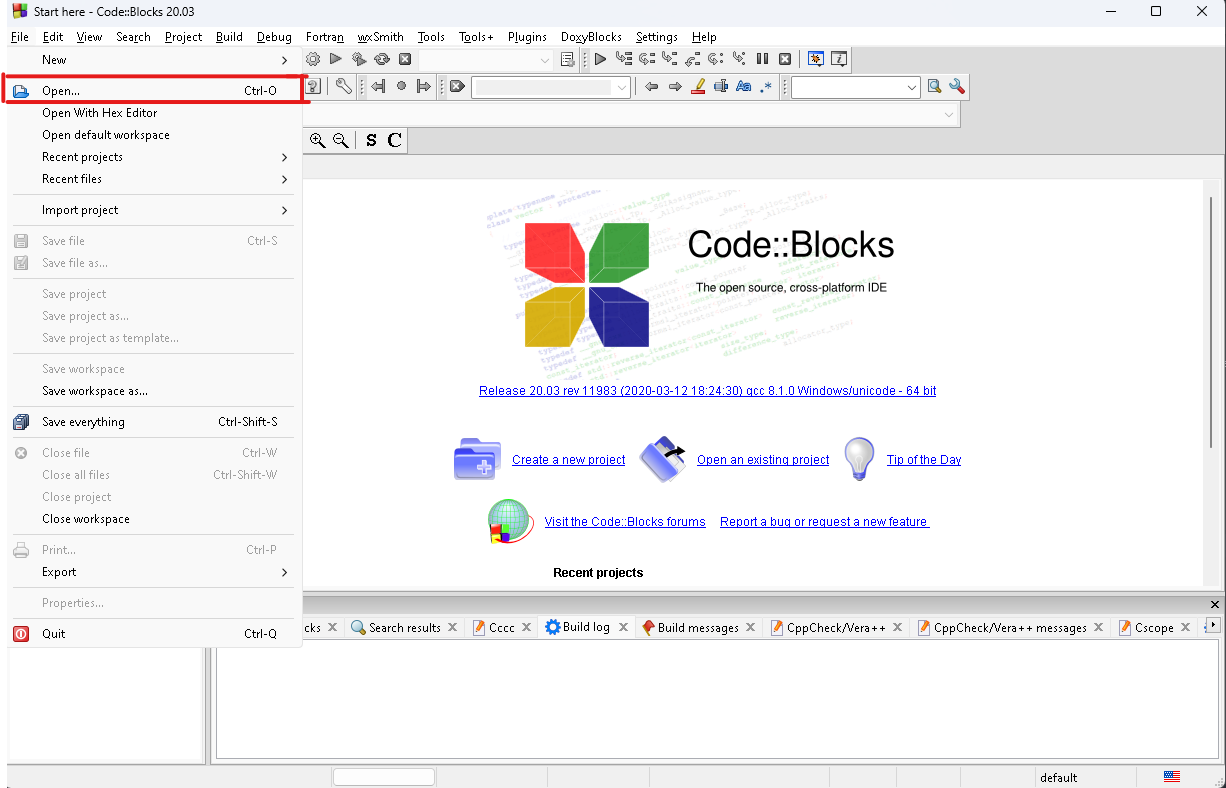 Start here - Code::Blocks 20.03
File Edit View Search Project Build Debug Fortran wxSmith Tools Tools+ Plugins DoxyBlocks Settings Help
New
Open... Ctrl-O
Open With Hex Editor
Open default workspace
Recent projects
Recent files
Import project
Save file Ctrl-S
Save file as...
Save project
Save project as...
Save project as template...
Save workspace
Save workspace as...
Save everything Ctrl-Shift-S
Close file Ctrl-W
Close all files Ctrl-Shift-W
Close project
Close workspace
Print... Ctrl-P
Export
Properties...
Quit Ctrl-Q
S C
Code::Blocks
The open source, cross-platform IDE
Release 20.03 rev 11983 (2020-03-12 18:24:30) gcc 8.1.0 Windows/unicode - 64 bit
Create a new project Open an existing project Tip of the Day
Visit the Code::Blocks forums Report a bug or request a new feature
Recent projects
cks Search results Cccc Build log Build messages CppCheck/Vera++ CppCheck/Vera++ messages Cscope
default